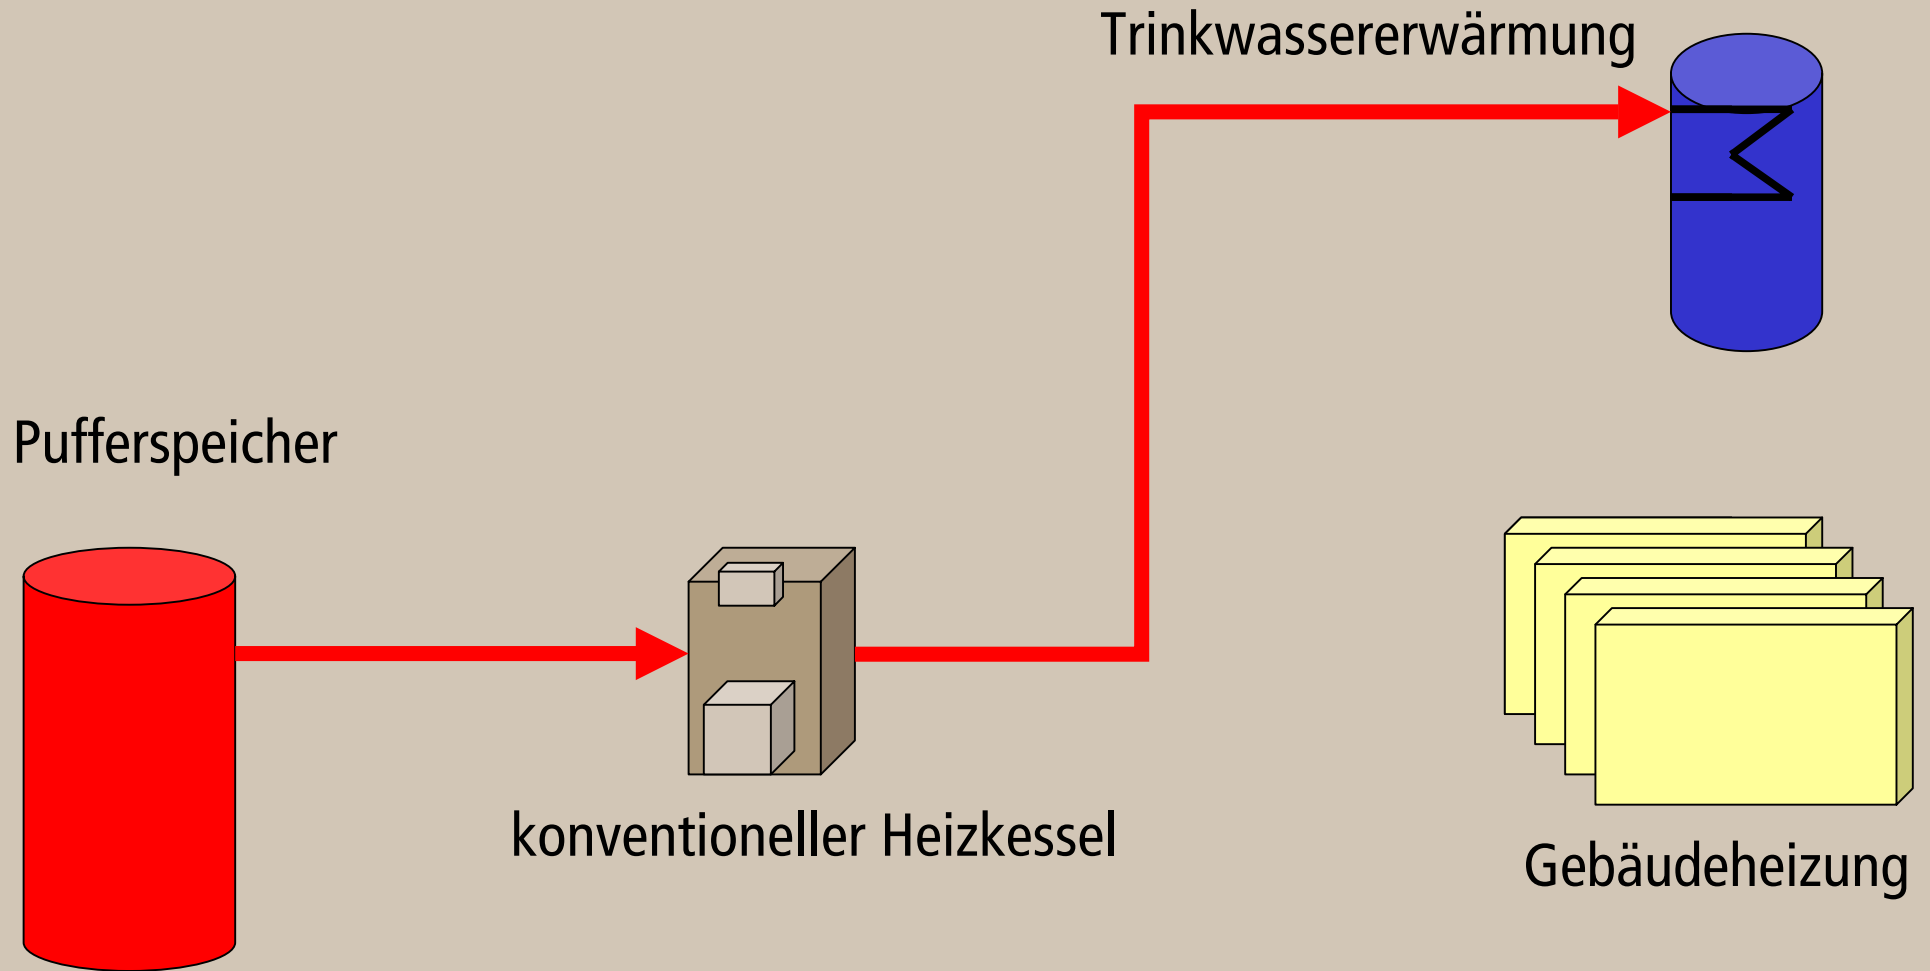 Trinkwassererwärmung
Pufferspeicher
konventioneller Heizkessel
Gebäudeheizung